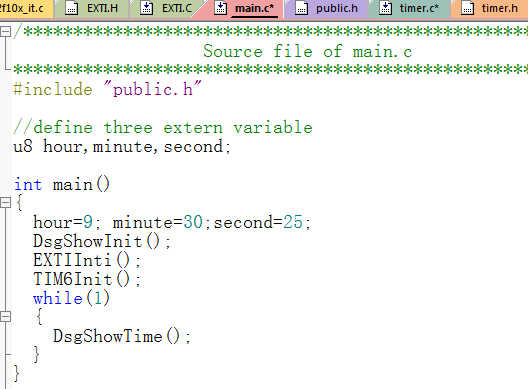 f10x_it.c EXTI.H EXTI.C main.c* public.h timer.c* timer.h
/*****************************************************
Source file of main.c
*****************************************************
#include "public.h"
//define three extern variable
u8 hour,minute,second;
int main()
{
hour=9; minute=30;second=25;
DsgShowInit();
EXTIInti();
TIM6Init();
while(1)
{
DsgShowTime();
}
}